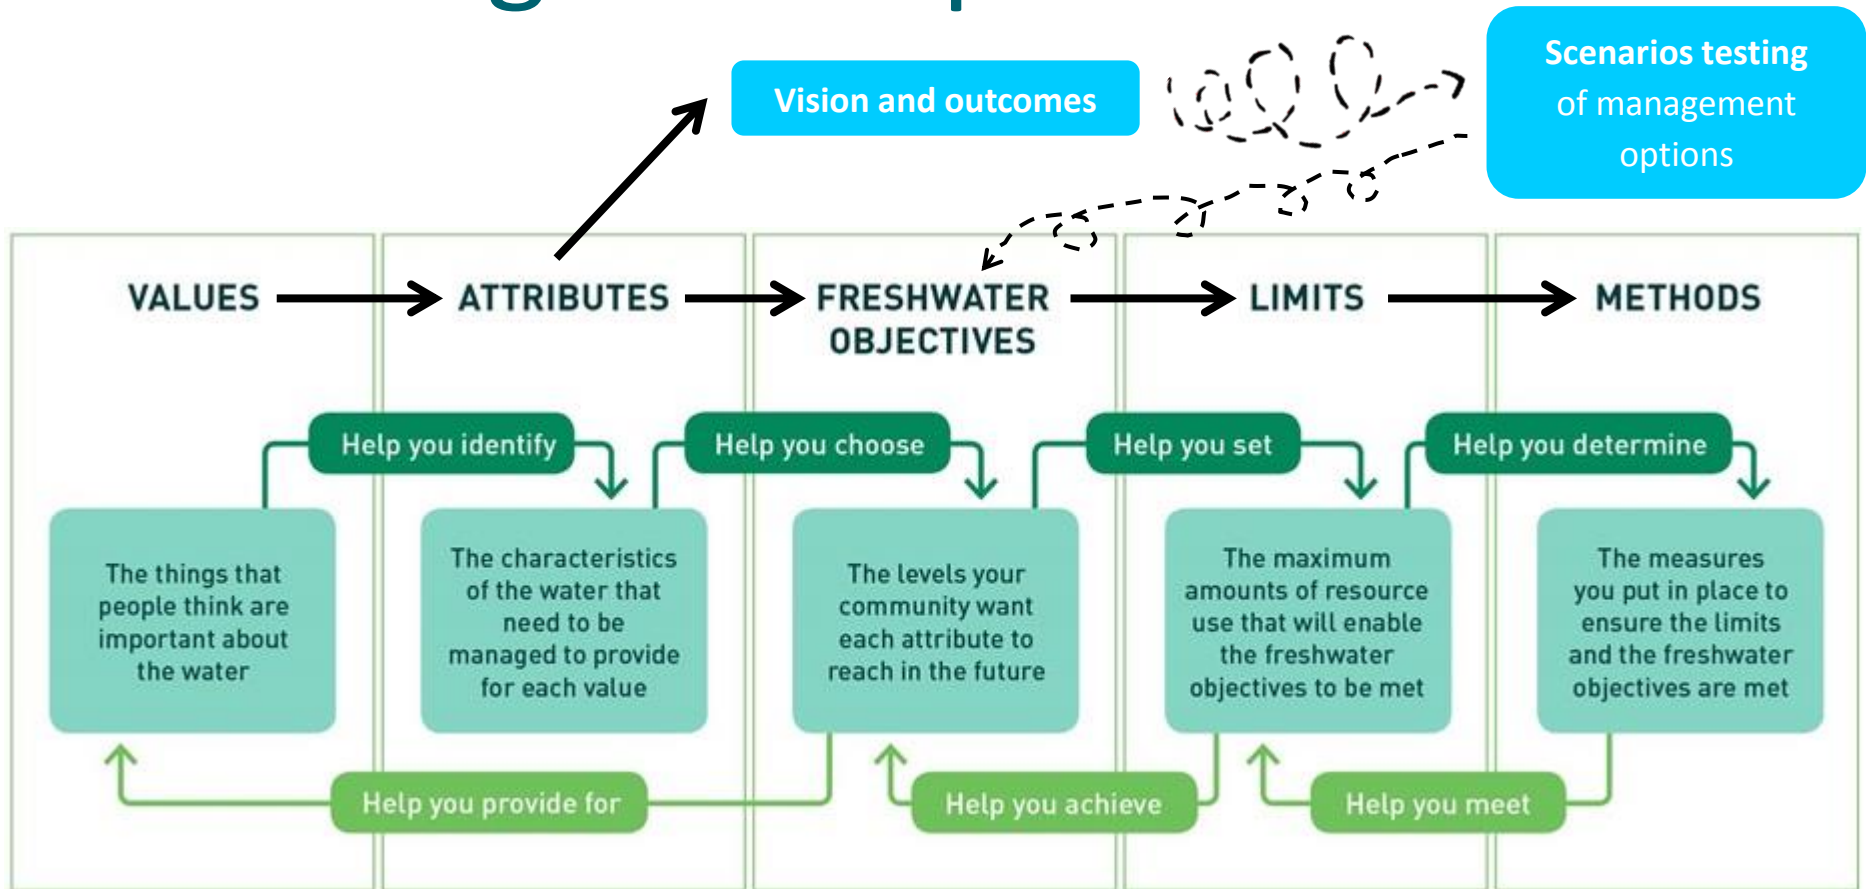 Vision and outcomes
Scenarios testing
of management
options
VALUES
ATTRIBUTES
FRESHWATER
OBJECTIVES
LIMITS
METHODS
Help you identify
Help you choose
Help you set
Help you determine
The things that
people think are
important about
the water
The characteristics
of the water that
need to be
managed to provide
for each value
The levels your
community want
each attribute to
reach in the future
The maximum
amounts of resource
use that will enable
the freshwater
objectives to be met
The measures
you put in place to
ensure the limits
and the freshwater
objectives are met
Help you provide for
Help you achieve
Help you meet